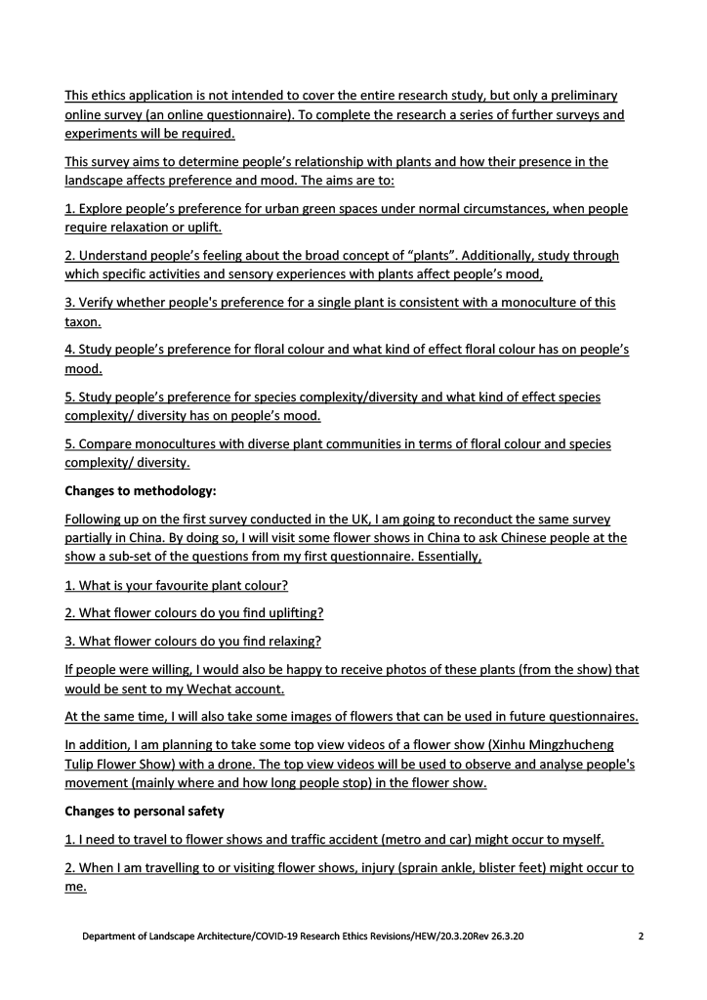 This ethics application is not intended to cover the entire research study, but only a preliminary
online survey (an online questionnaire). To complete the research a series of further surveys and
experiments will be required.
This survey aims to determine people’s relationship with plants and how their presence in the
landscape affects preference and mood. The aims are to:
1. Explore people’s preference for urban green spaces under normal circumstances, when people
require relaxation or uplift.
2. Understand people’s feeling about the broad concept of “plants”. Additionally, study through
which specific activities and sensory experiences with plants affect people’s mood,
3. Verify whether people's preference for a single plant is consistent with a monoculture of this
taxon.
4. Study people’s preference for floral colour and what kind of effect floral colour has on people’s
mood.
5. Study people’s preference for species complexity/diversity and what kind of effect species
complexity/ diversity has on people’s mood.
5. Compare monocultures with diverse plant communities in terms of floral colour and species
complexity/ diversity.
Changes to methodology:
Following up on the first survey conducted in the UK, I am going to reconduct the same survey
partially in China. By doing so, I will visit some flower shows in China to ask Chinese people at the
show a sub-set of the questions from my first questionnaire. Essentially,
1. What is your favourite plant colour?
2. What flower colours do you find uplifting?
3. What flower colours do you find relaxing?
If people were willing, I would also be happy to receive photos of these plants (from the show) that
would be sent to my Wechat account.
At the same time, I will also take some images of flowers that can be used in future questionnaires.
In addition, I am planning to take some top view videos of a flower show (Xinhu Mingzhucheng
Tulip Flower Show) with a drone. The top view videos will be used to observe and analyse people's
movement (mainly where and how long people stop) in the flower show.
Changes to personal safety
1. I need to travel to flower shows and traffic accident (metro and car) might occur to myself.
2. When I am travelling to or visiting flower shows, injury (sprain ankle, blister feet) might occur to
me.
Department of Landscape Architecture/COVID-19 Research Ethics Revisions/HEW/20.3.20Rev 26.3.20 2